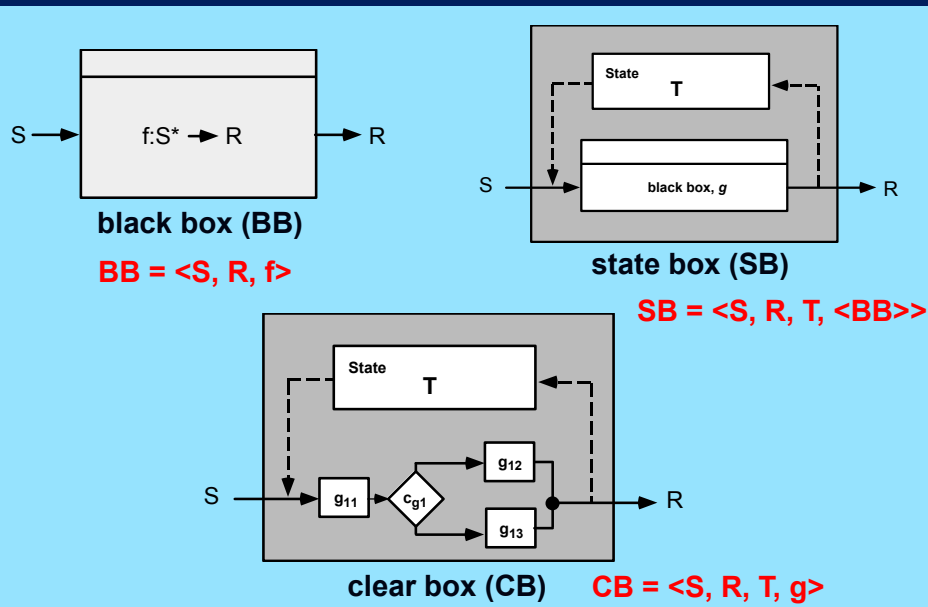 S
f:S* → R
R
black box (BB)
BB = <S, R, f>
State
T
S
black box, g
R
state box (SB)
SB = <S, R, T, <BB>>
State
T
S
g11
cg1
g12
g13
R
clear box (CB)
CB = <S, R, T, g>